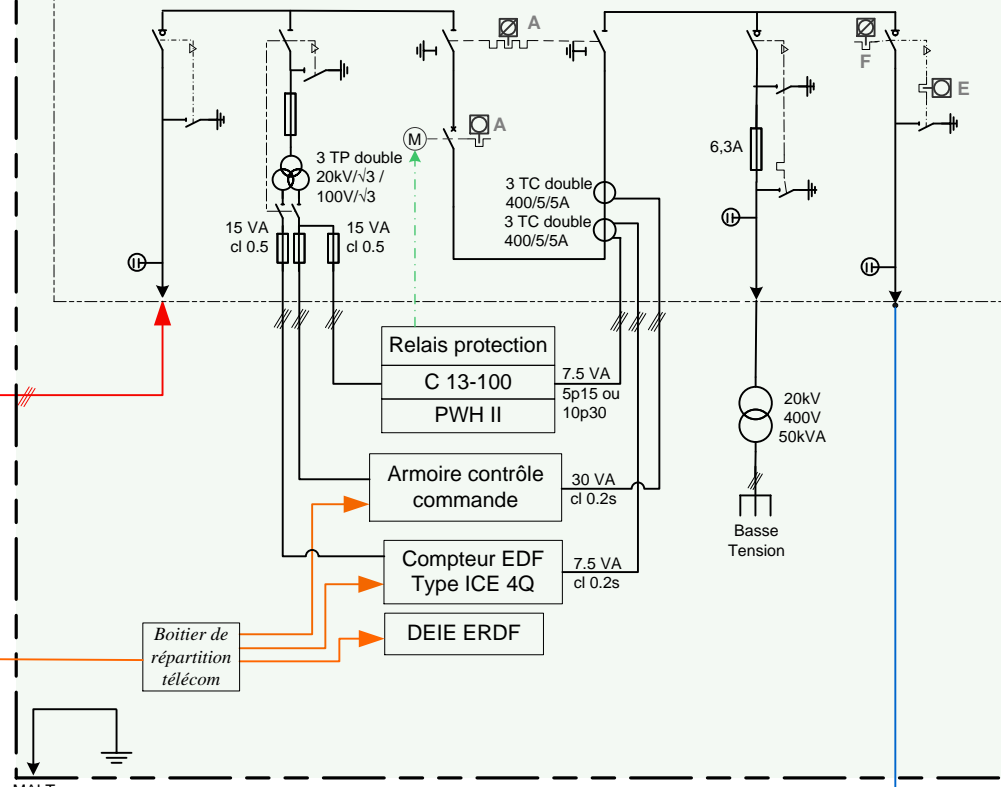 A
F
E
A
M
3 TP double
20kV/√3 /
100V/√3
6,3A
3 TC double
400/5/5A
3 TC double
400/5/5A
15 VA
cl 0.5
15 VA
cl 0.5
Relais protection
C 13-100
PWH II
7.5 VA
5p15 ou
10p30
20kV
400V
50kVA
Armoire contrôle
commande
30 VA
cl 0.2s
Basse
Tension
Compteur EDF
Type ICE 4Q
7.5 VA
cl 0.2s
DEIE ERDF
Boitier de
répartition
télécom
MALT